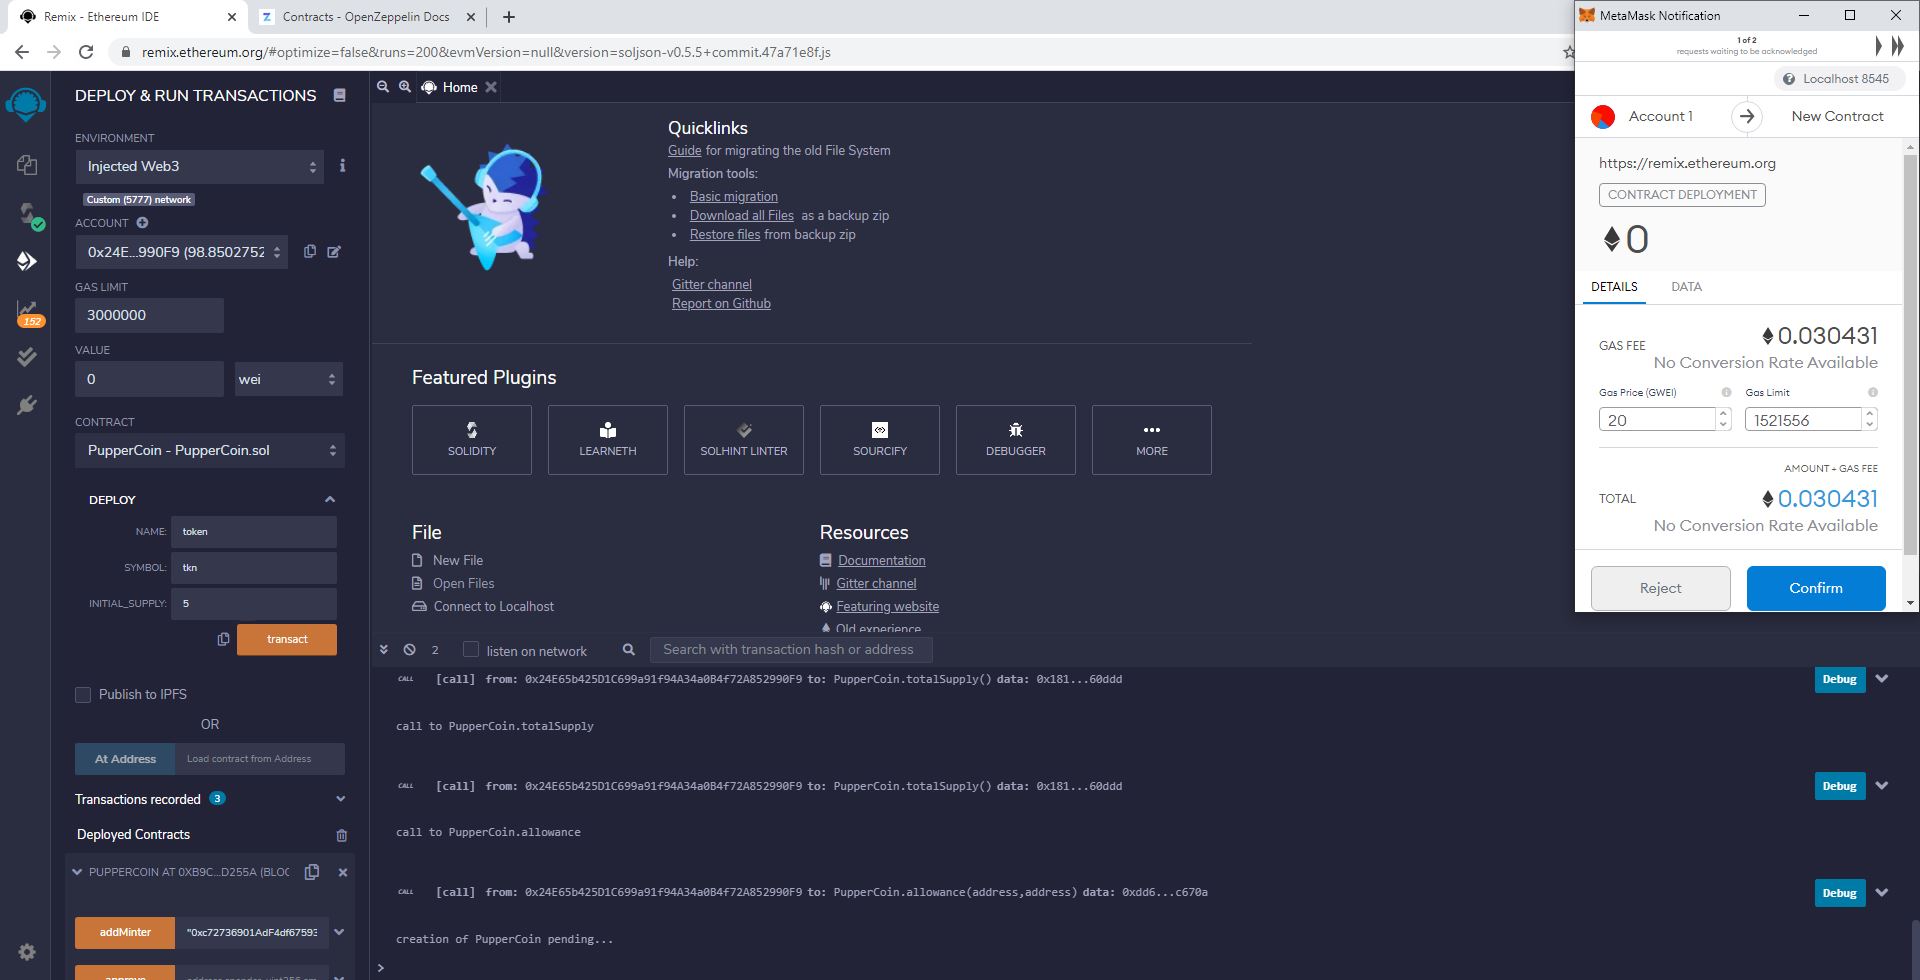 Remix - Ethereum IDE
Contracts - OpenZeppelin Docs
remix.ethereum.org/#optimize=false&runs=200&evmVersion=null&version=soljson-v0.5.5+commit.47a71e8f.js
DEPLOY & RUN TRANSACTIONS
ENVIRONMENT
Injected Web3
Custom (5777) network
ACCOUNT
0x24E...990F9 (98.8502752
GAS LIMIT
3000000
VALUE
0
wei
CONTRACT
PupperCoin - PupperCoin.sol
DEPLOY
NAME: token
SYMBOL: tkn
INITIAL_SUPPLY: 5
transact
Publish to IPFS
OR
At Address
Load contract from Address
Transactions recorded 3
Deployed Contracts
PUPPERCOIN AT 0XB9C...D255A (BLOC
addMinter
"0xc72736901AdF4df67593
approve
address spender, uint256 am
152
Home
Quicklinks
Guide for migrating the old File System
Migration tools:
• Basic migration
• Download all Files as a backup zip
• Restore files from backup zip
Help:
Gitter channel
Report on Github
Featured Plugins
SOLIDITY
LEARNETH
SOLHINT LINTER
SOURCIFY
DEBUGGER
MORE
File
New File
Open Files
Connect to Localhost
Resources
Documentation
Gitter channel
Featuring website
Old experience
2
listen on network
Search with transaction hash or address
CALL [call] from: 0x24E65b425D1C699a91f94A34a0B4f72A852990F9 to: PupperCoin.totalSupply() data: 0x181...60ddd
Debug
call to PupperCoin.totalSupply
CALL [call] from: 0x24E65b425D1C699a91f94A34a0B4f72A852990F9 to: PupperCoin.totalSupply() data: 0x181...60ddd
Debug
call to PupperCoin.allowance
CALL [call] from: 0x24E65b425D1C699a91f94A34a0B4f72A852990F9 to: PupperCoin.allowance(address,address) data: 0xdd6...c670a
Debug
creation of PupperCoin pending...
>
MetaMask Notification
1 of 2
requests waiting to be acknowledged
Localhost 8545
Account 1
New Contract
https://remix.ethereum.org
CONTRACT DEPLOYMENT
0
DETAILS
DATA
GAS FEE
0.030431
No Conversion Rate Available
Gas Price (GWEI)
Gas Limit
20
1521556
AMOUNT + GAS FEE
TOTAL
0.030431
No Conversion Rate Available
Reject
Confirm